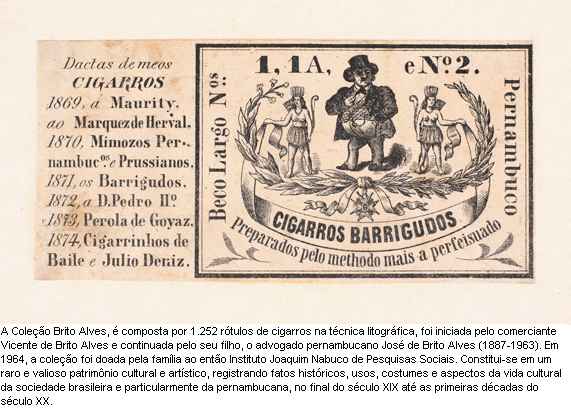 Dactas de meos
CIGARROS
1869, á Maurity,
ao Marquez de Herval.
1870, Mimozos Per-
nambuc.os e Prussianos.
1871, os Barrigudos.
1872, a D. Pedro IIº
1873, Perola de Goyaz.
1874, Cigarrinhos de
Baile e Julio Deniz.
Beco Largo N.os
1, 1A, e Nº 2.
Pernambuco
CIGARROS BARRIGUDOS
Preparados pelo methodo mais a perfeisuado
A Coleção Brito Alves, é composta por 1.252 rótulos de cigarros na técnica litográfica, foi iniciada pelo comerciante
Vicente de Brito Alves e continuada pelo seu filho, o advogado pernambucano José de Brito Alves (1887-1963). Em
1964, a coleção foi doada pela família ao então Instituto Joaquim Nabuco de Pesquisas Sociais. Constitui-se em um
raro e valioso patrimônio cultural e artístico, registrando fatos históricos, usos, costumes e aspectos da vida cultural
da sociedade brasileira e particularmente da pernambucana, no final do século XIX até as primeiras décadas do
século XX.